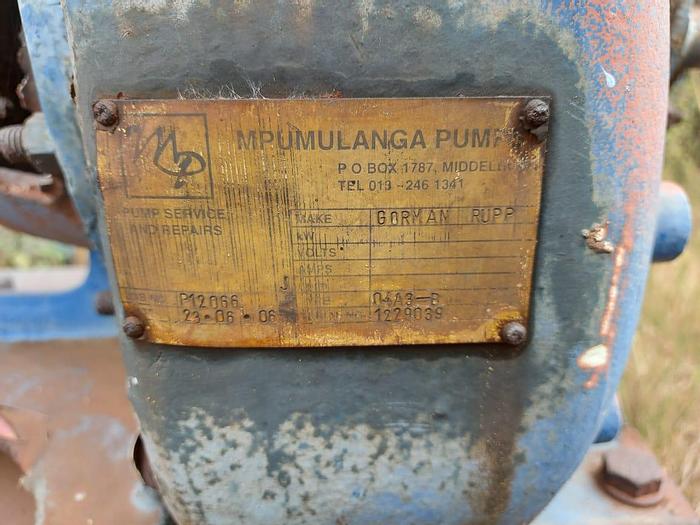 MP
MPUMULANGA PUMP
P O BOX 1787,
TEL 013 - 246 1341
PUMP SERVICE
AND REPAIRS
MAKE GORMAN RUPP
kW
VOLTS
AMPS
P12066 04A3-B
23-06-06 1229039